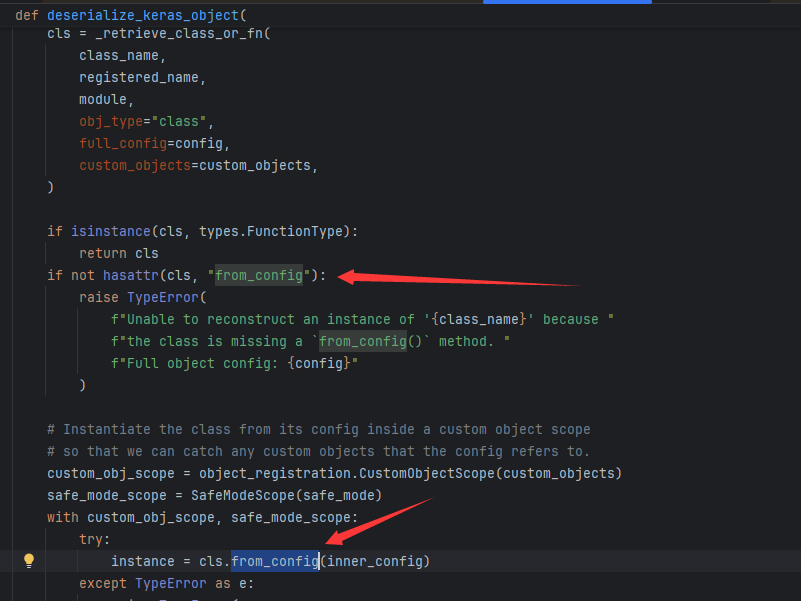 def deserialize_keras_object(
cls = _retrieve_class_or_fn(
class_name,
registered_name,
module,
obj_type="class",
full_config=config,
custom_objects=custom_objects,
)
if isinstance(cls, types.FunctionType):
return cls
if not hasattr(cls, "from_config"):
raise TypeError(
f"Unable to reconstruct an instance of '{class_name}' because "
f"the class is missing a `from_config()` method. "
f"Full object config: {config}"
)
# Instantiate the class from its config inside a custom object scope
# so that we can catch any custom objects that the config refers to.
custom_obj_scope = object_registration.CustomObjectScope(custom_objects)
safe_mode_scope = SafeModeScope(safe_mode)
with custom_obj_scope, safe_mode_scope:
try:
instance = cls.from_config(inner_config)
except TypeError as e: